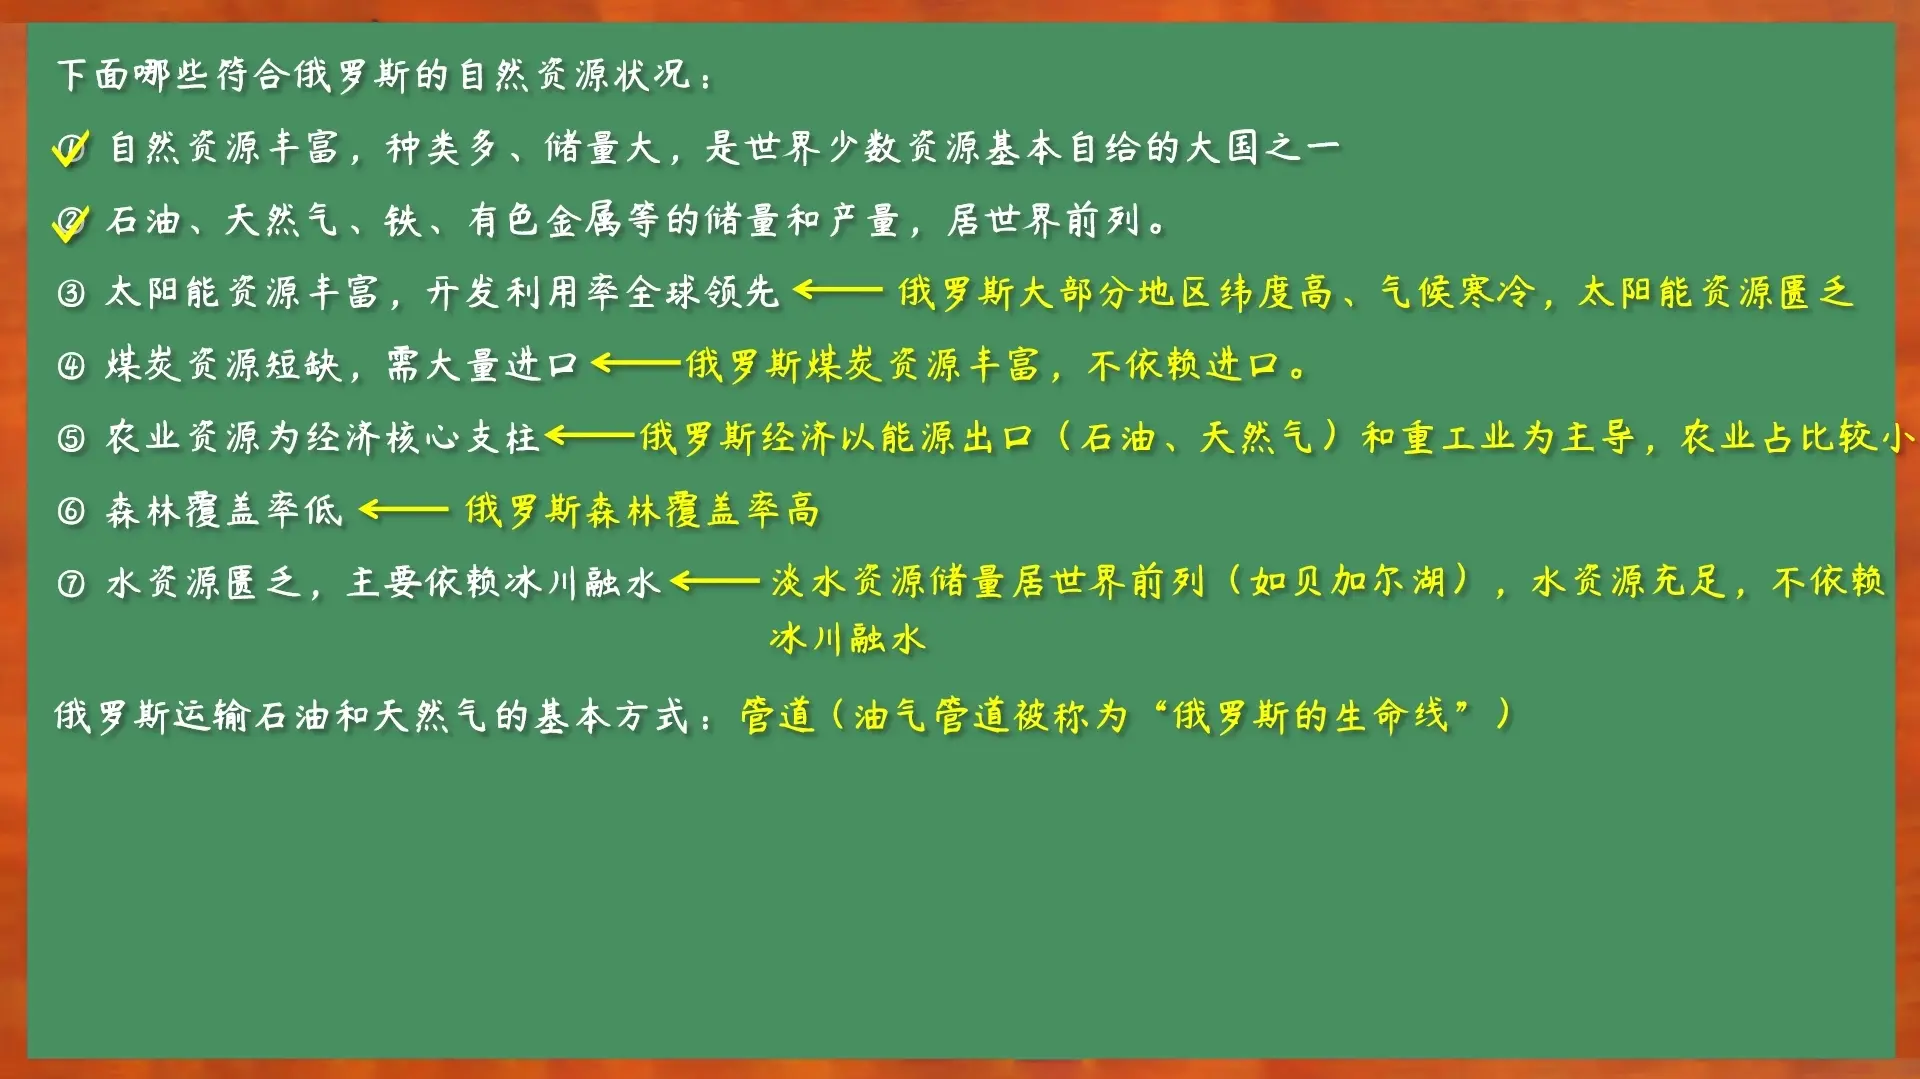 下面哪些符合俄罗斯的自然资源状况：
① 自然资源丰富，种类多、储量大，是世界少数资源基本自给的大国之一
② 石油、天然气、铁、有色金属等的储量和产量，居世界前列。
③ 太阳能资源丰富，开发利用率全球领先 俄罗斯大部分地区纬度高、气候寒冷，太阳能资源匮乏
④ 煤炭资源短缺，需大量进口 俄罗斯煤炭资源丰富，不依赖进口。
⑤ 农业资源为经济核心支柱 俄罗斯经济以能源出口（石油、天然气）和重工业为主导，农业占比较小
⑥ 森林覆盖率低 俄罗斯森林覆盖率高
⑦ 水资源匮乏，主要依赖冰川融水 淡水资源储量居世界前列（如贝加尔湖），水资源充足，不依赖
冰川融水
俄罗斯运输石油和天然气的基本方式：管道（油气管道被称为“俄罗斯的生命线”）